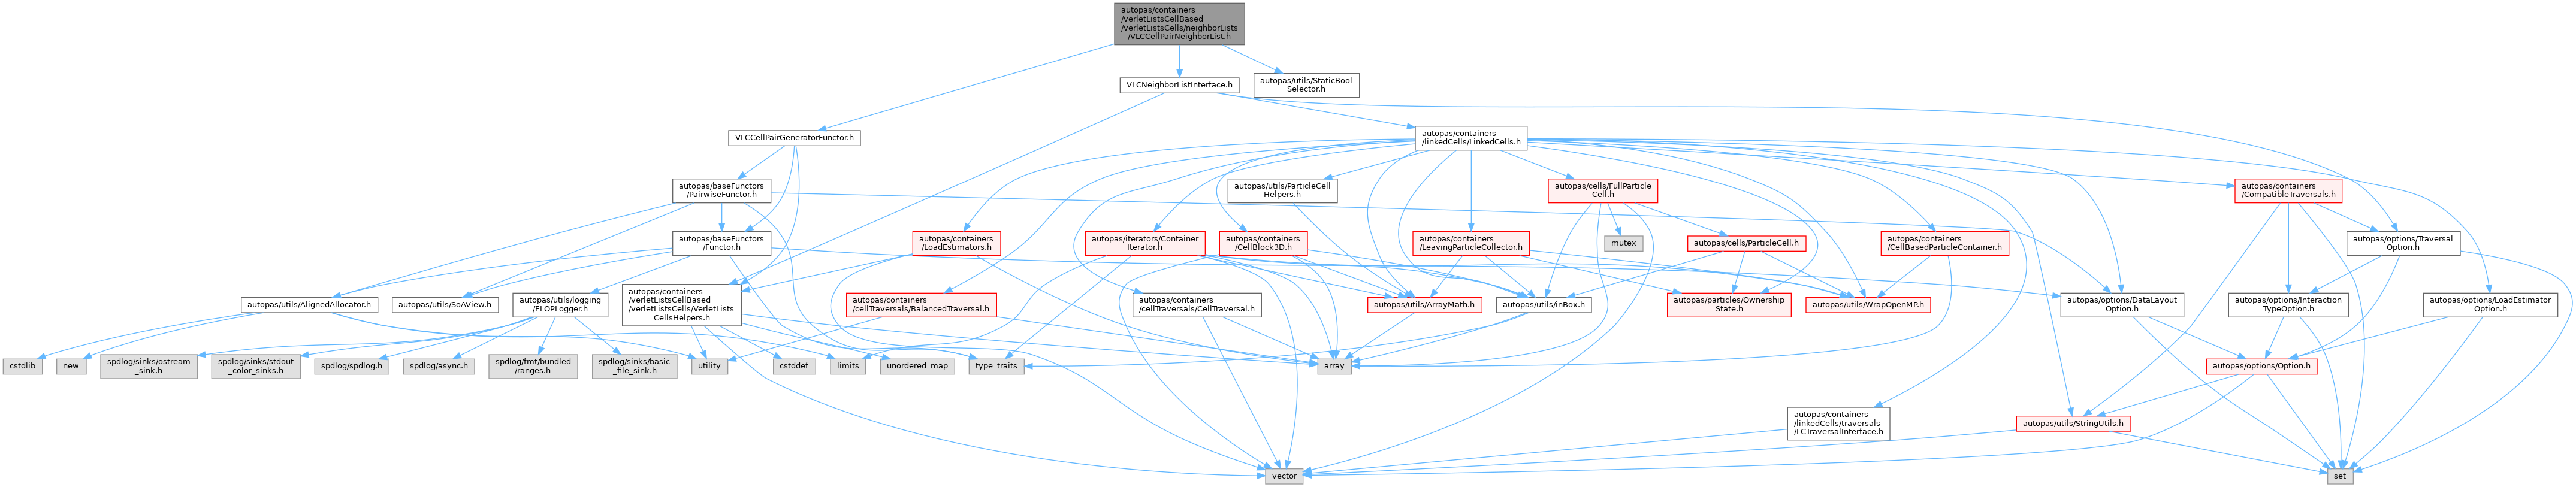 autopas/containers
/verletListsCellBased
/verletListsCells/neighborLists
/VLCCellPairNeighborList.h
VLCNeighborListInterface.h
autopas/utils/StaticBool
Selector.h
VLCCellPairGeneratorFunctor.h
autopas/containers
/linkedCells/LinkedCells.h
autopas/baseFunctors
/PairwiseFunctor.h
autopas/utils/ParticleCell
Helpers.h
autopas/cells/FullParticle
Cell.h
autopas/containers
/CompatibleTraversals.h
autopas/baseFunctors
/Functor.h
autopas/containers
/LoadEstimators.h
autopas/iterators/Container
Iterator.h
autopas/containers
/CellBlock3D.h
autopas/containers
/LeavingParticleCollector.h
mutex
autopas/cells/ParticleCell.h
autopas/containers
/CellBasedParticleContainer.h
autopas/options/Traversal
Option.h
autopas/utils/AlignedAllocator.h
autopas/utils/SoAView.h
autopas/utils/logging
/FLOPLogger.h
autopas/containers
/verletListsCellBased
/verletListsCells/VerletLists
CellsHelpers.h
autopas/containers
/cellTraversals/BalancedTraversal.h
autopas/containers
/cellTraversals/CellTraversal.h
autopas/utils/ArrayMath.h
autopas/utils/inBox.h
autopas/particles/Ownership
State.h
autopas/utils/WrapOpenMP.h
autopas/options/DataLayout
Option.h
autopas/options/Interaction
TypeOption.h
autopas/options/LoadEstimator
Option.h
cstdlib
new
spdlog/sinks/ostream
_sink.h
spdlog/sinks/stdout
_color_sinks.h
spdlog/spdlog.h
spdlog/async.h
spdlog/fmt/bundled
/ranges.h
spdlog/sinks/basic
_file_sink.h
utility
cstddef
limits
unordered_map
type_traits
array
autopas/options/Option.h
autopas/containers
/linkedCells/traversals
/LCTraversalInterface.h
autopas/utils/StringUtils.h
vector
set